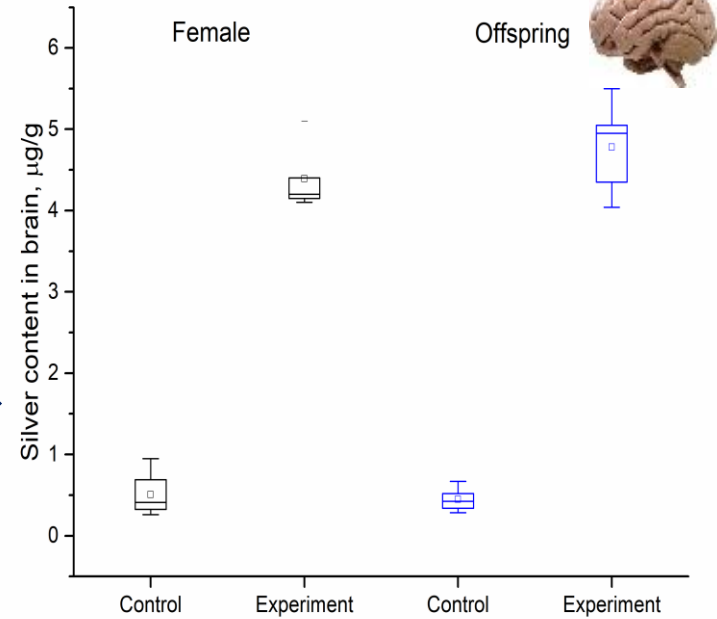 Female
Offspring
Silver content in brain, μg/g
6
5
4
3
2
1
0
Control
Experiment
Control
Experiment